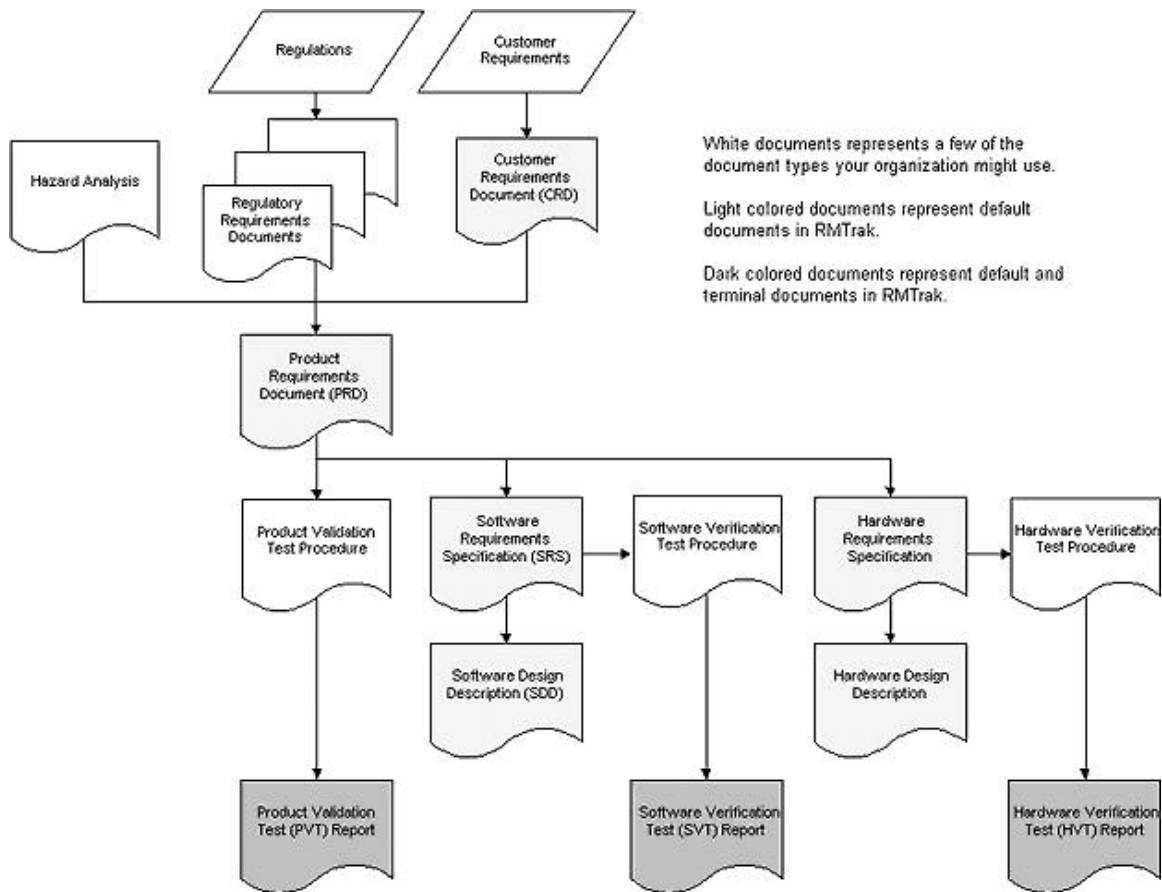 Regulations
Customer
Requirements
Hazard Analysis
Regulatory
Requirements
Documents
Customer
Requirements
Document (CRD)
White documents represents a few of the
document types your organization might use.
Light colored documents represent default
documents in RMTrak.
Dark colored documents represent default and
terminal documents in RMTrak.
Product
Requirements
Document (PRD)
Product Validation
Test Procedure
Software
Requirements
Specification (SRS)
Software Verification
Test Procedure
Hardware
Requirements
Specification
Hardware Verification
Test Procedure
Software Design
Description (SDD)
Hardware Design
Description
Product Validation
Test (PVT) Report
Software Verification
Test (SVT) Report
Hardware Verification
Test (HVT) Report